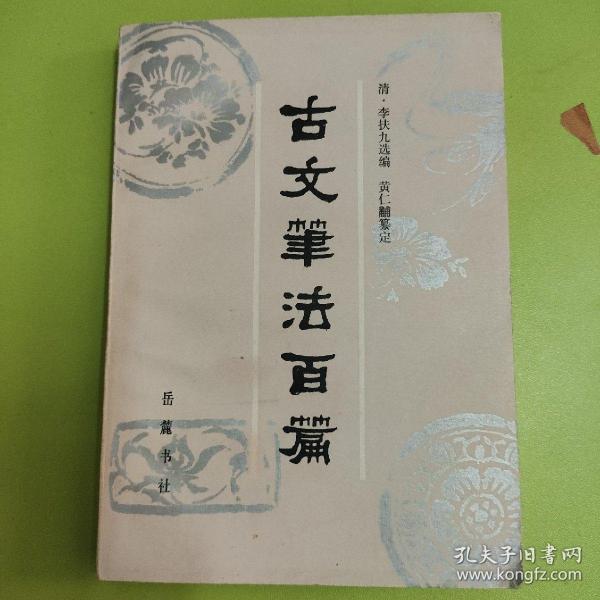 清·李扶九选编 黄仁黼纂定
古文筆法百篇
岳麓书社
孔夫子旧书网
www.kongfz.com